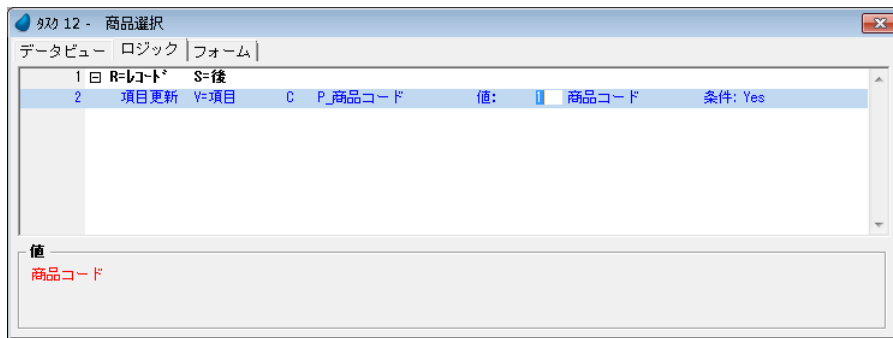 ﾀｽｸ 12 - 商品選択
データビュー ロジック フォーム
1 R=ﾚｺｰﾄﾞ S=後
2 項目更新 V=項目 C P_商品コード 値: 1 商品コード 条件: Yes
値
商品コード